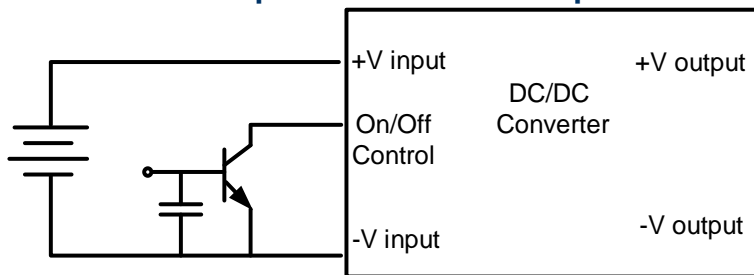 +V input
+V output
DC/DC
Converter
On/Off
Control
-V input
-V output